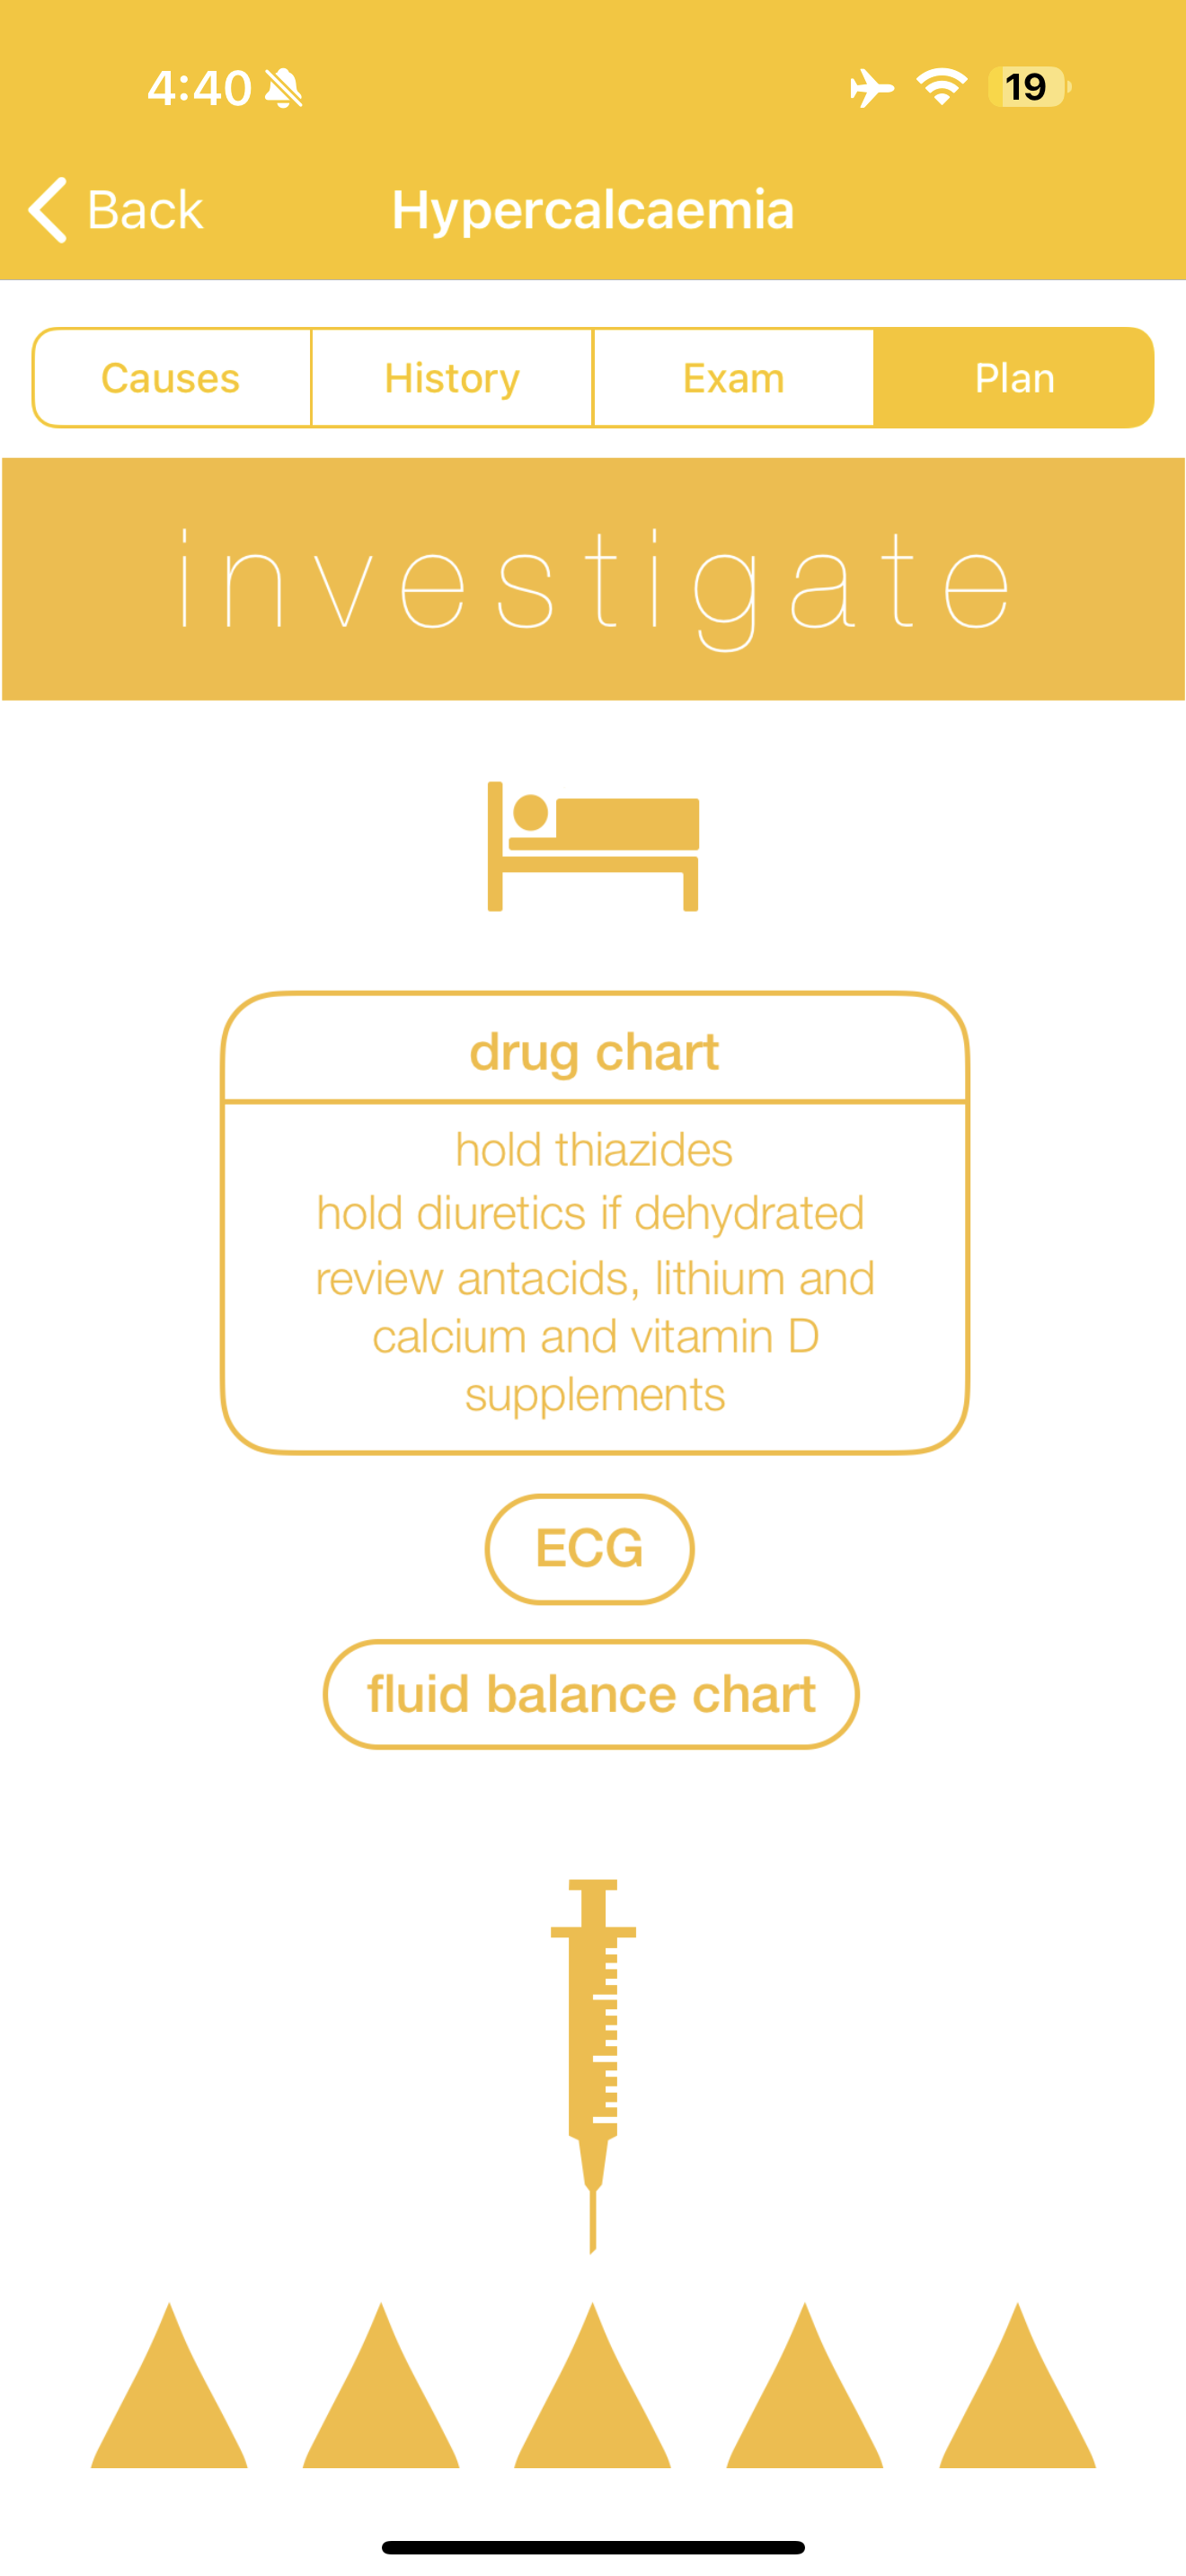 4:40
19
Back
Hypercalcaemia
Causes
History
Exam
Plan
investigate
drug chart
hold thiazides
hold diuretics if dehydrated
review antacids, lithium and
calcium and vitamin D
supplements
ECG
fluid balance chart